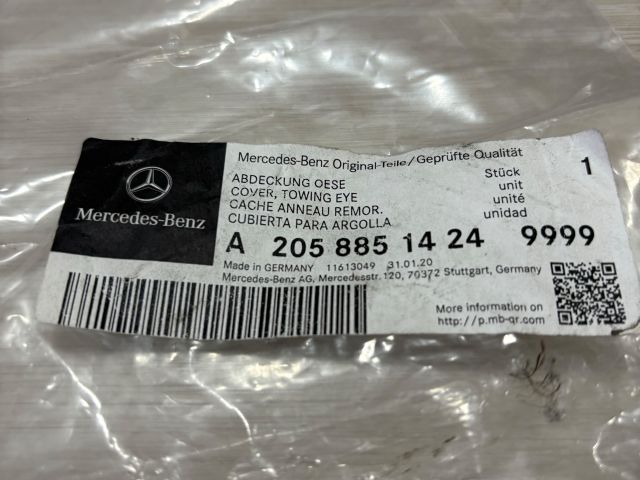 Mercedes-Benz
Mercedes-Benz Original-Teile/Geprüfte Qualität
ABDECKUNG OESE Stück 1
COVER, TOWING EYE unit
CACHE ANNEAU REMOR. unité
CUBIERTA PARA ARGOLLA unidad
A 205 885 14 24 9999
Made in GERMANY 11613049 31.01.20
Mercedes-Benz AG, Mercedesstr.120, 70372 Stuttgart, Germany
More information on
http://p.mb-qr.com